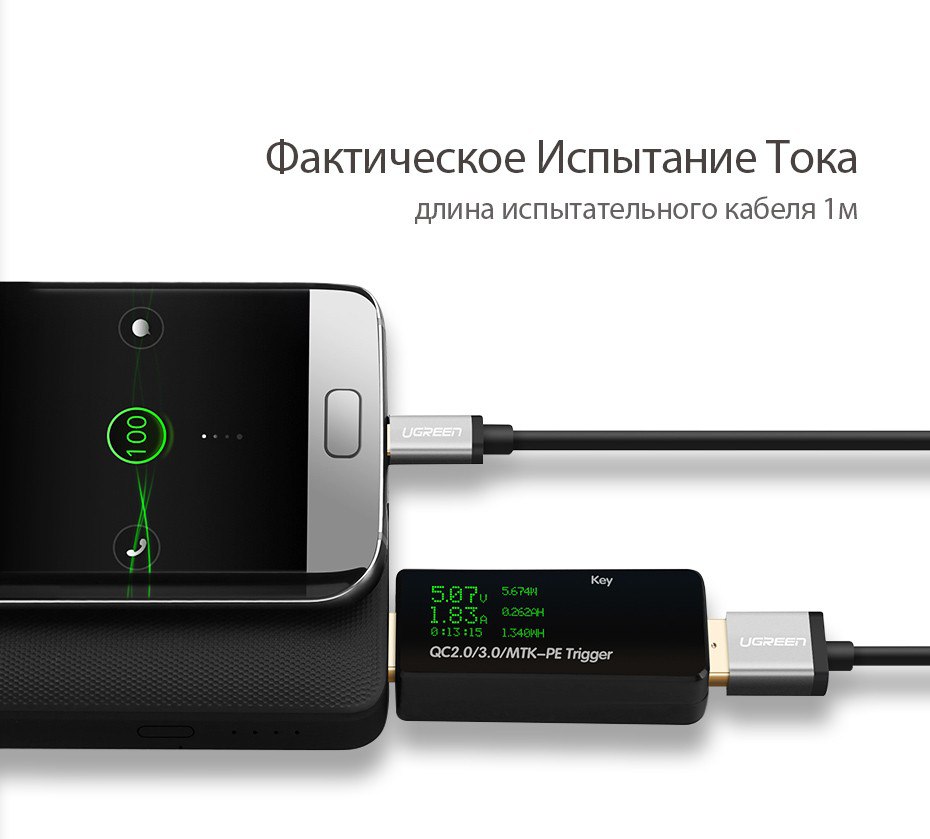 Фактическое Испытание Тока
длина испытательного кабеля 1м
100
UGREEN
Key
5.07V 5.674W
1.83A 0.262AH
0:13:15 1.340WH
QC2.0/3.0/MTK-PE Trigger
UGREEN